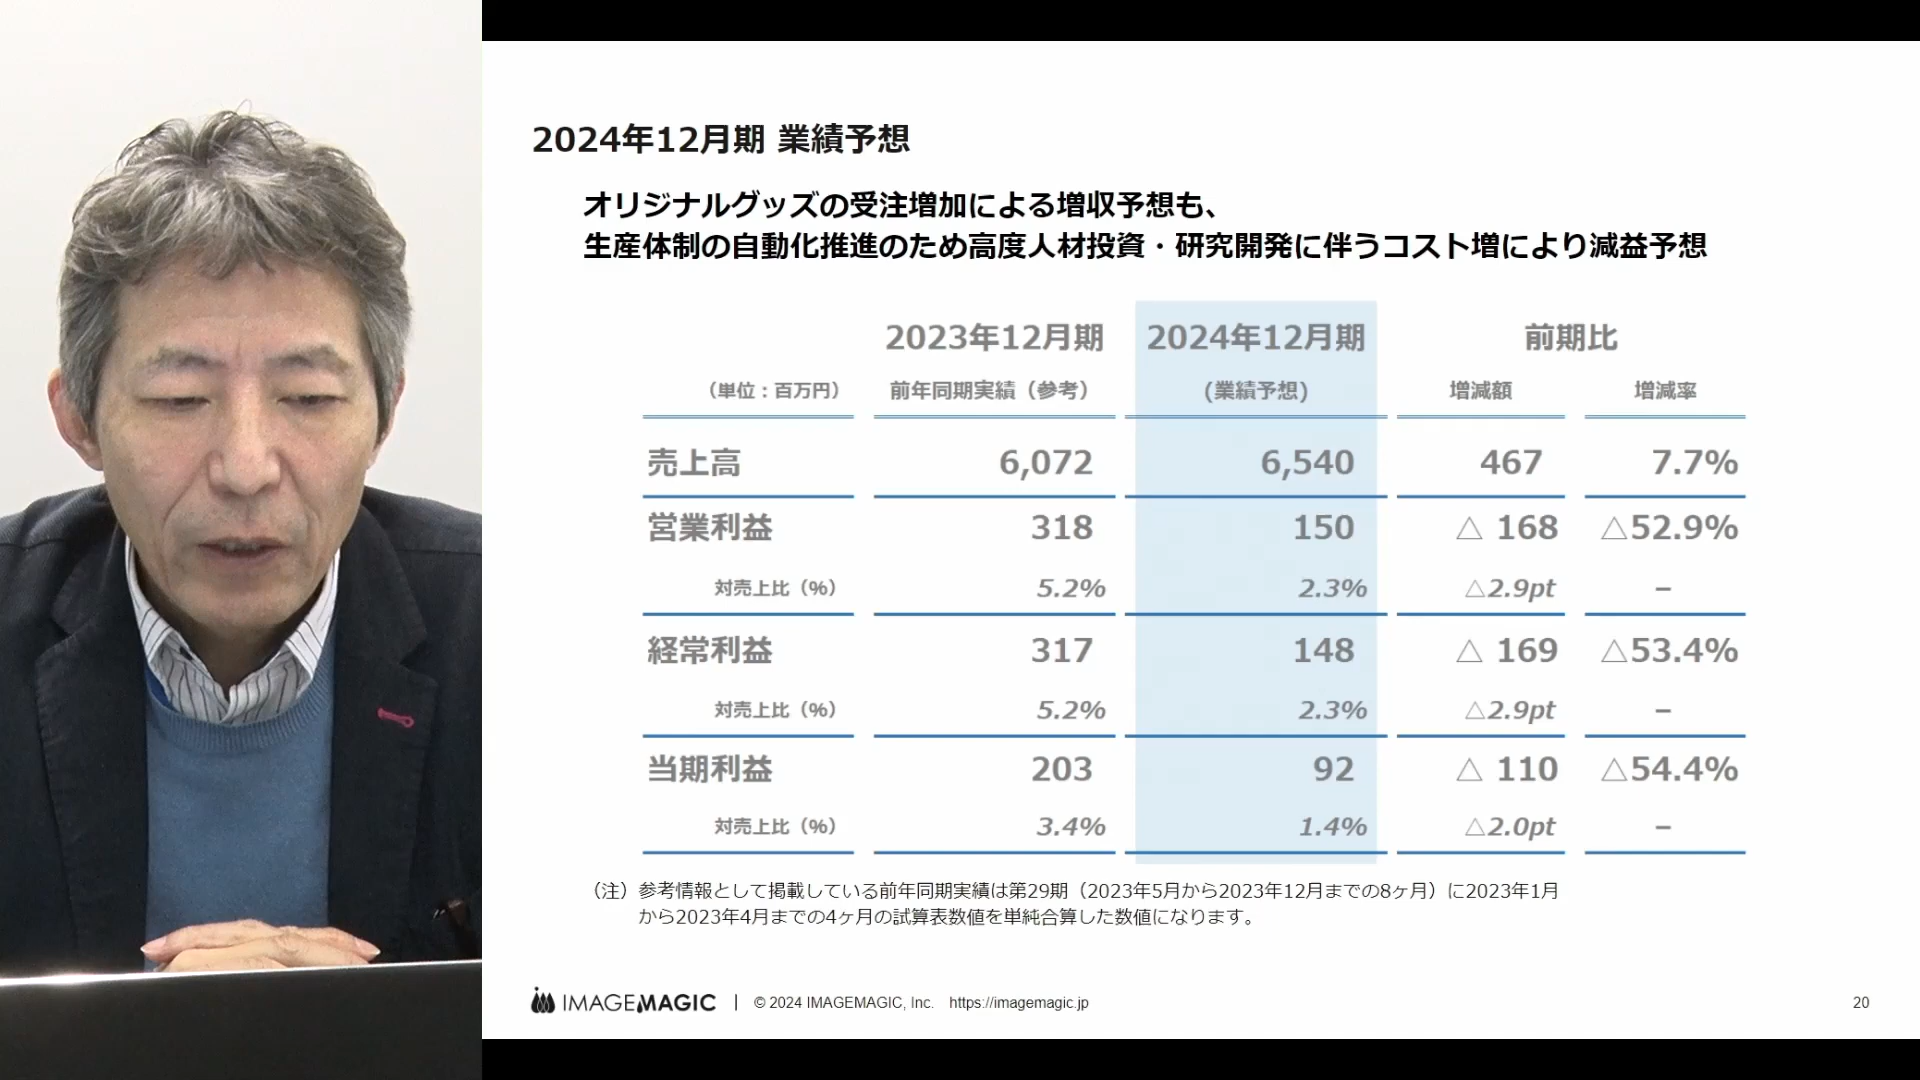 2024年12月期 業績予想
オリジナルグッズの受注増加による増収予想も、
生産体制の自動化推進のため高度人材投資・研究開発に伴うコスト増により減益予想
2023年12月期 2024年12月期 前期比
（単位：百万円） 前年同期実績（参考） (業績予想) 増減額 増減率
売上高 6,072 6,540 467 7.7%
営業利益 318 150 △ 168 △52.9%
対売上比（%） 5.2% 2.3% △2.9pt –
経常利益 317 148 △ 169 △53.4%
対売上比（%） 5.2% 2.3% △2.9pt –
当期利益 203 92 △ 110 △54.4%
対売上比（%） 3.4% 1.4% △2.0pt –
（注）参考情報として掲載している前年同期実績は第29期（2023年5月から2023年12月までの8ヶ月）に2023年1月
から2023年4月までの4ヶ月の試算表数値を単純合算した数値になります。
IMAGEMAGIC | © 2024 IMAGEMAGIC, Inc. https://imagemagic.jp 20